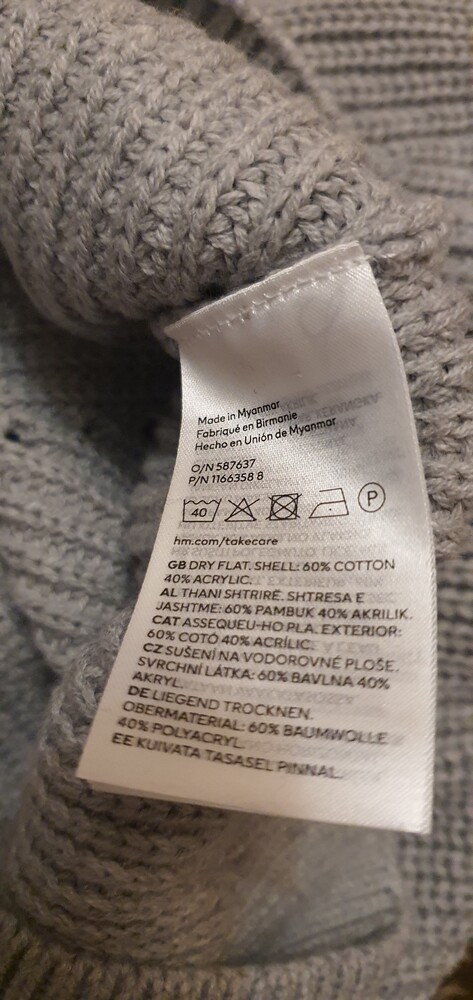 Made in Myanmar
Fabriqué en Birmanie
Hecho en Unión de Myanmar
O/N 587637
P/N 1166358 8
40 P
hm.com/takecare
GB DRY FLAT. SHELL: 60% COTTON
40% ACRYLIC.
AL THANI SHTRIRË. SHTRESA E
JASHTME: 60% PAMBUK 40% AKRILIK.
CAT ASSEQUEU-HO PLA. EXTERIOR:
60% COTÓ 40% ACRÍLIC.
CZ SUŠENÍ NA VODOROVNÉ PLOŠE.
SVRCHNÍ LÁTKA: 60% BAVLNA 40%
AKRYL.
DE LIEGEND TROCKNEN.
OBERMATERIAL: 60% BAUMWOLLE
40% POLYACRYL.
EE KUIVATA TASASEL PINNAL.